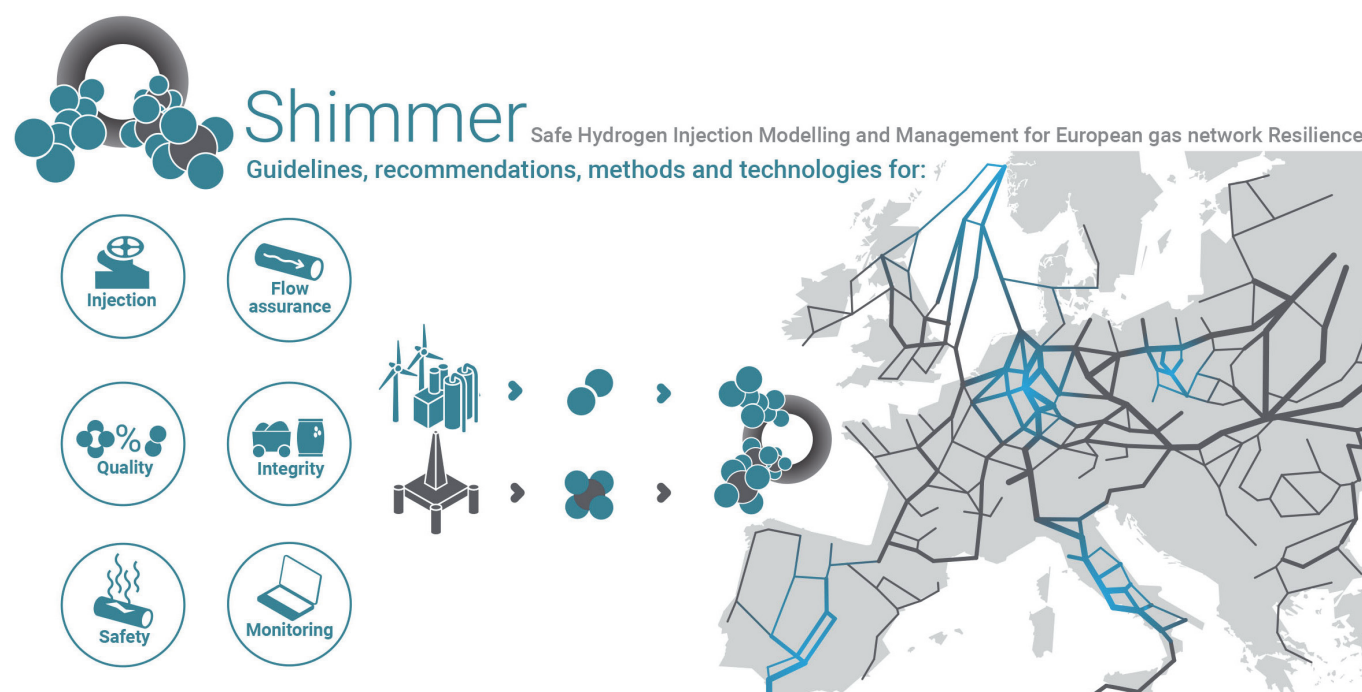 Shimmer Safe Hydrogen Injection Modelling and Management for European gas network Resilience
Guidelines, recommendations, methods and technologies for:
Injection
Flow
assurance
%
Quality
Integrity
Safety
Monitoring